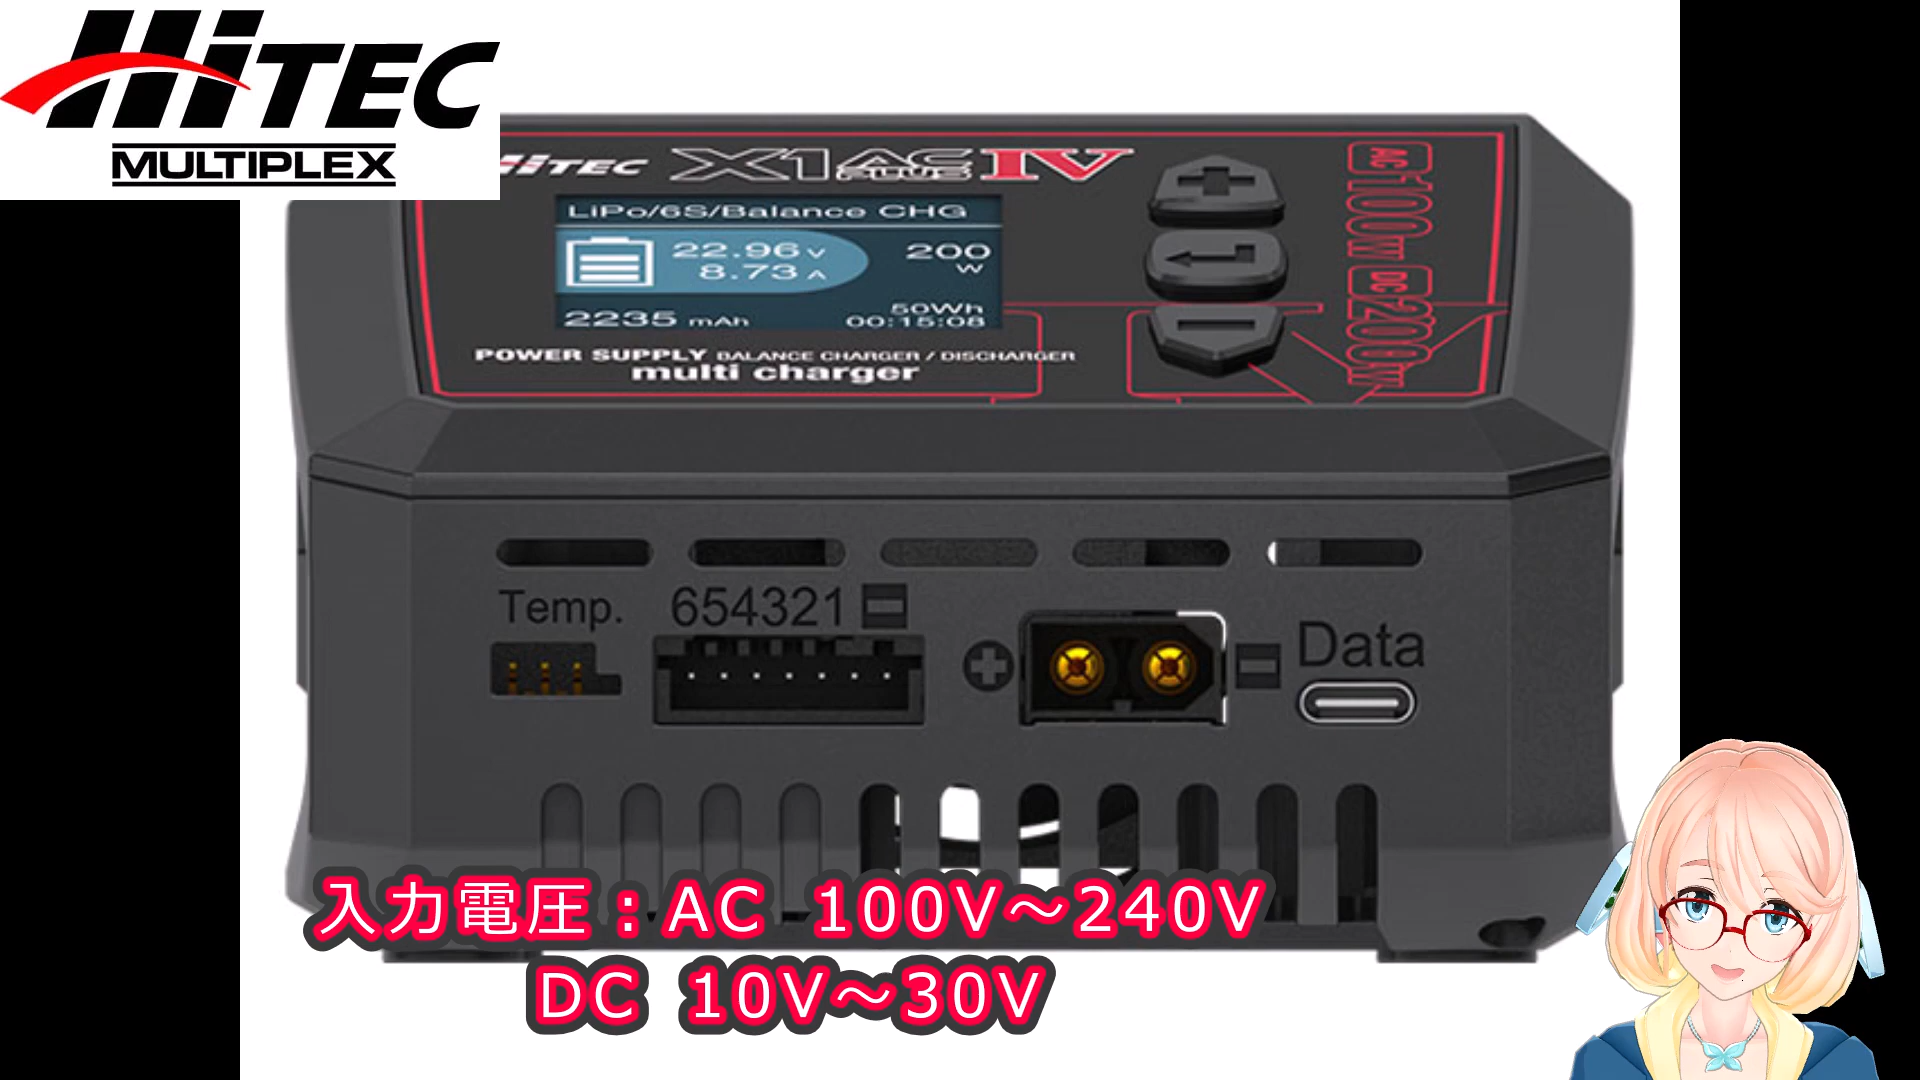 HiTEC
MULTIPLEX
HiTEC X1 AC PLUS IV
LiPo/6S/Balance CHG
22.96 V
200
W
8.73 A
50Wh
2235 mAh
00:15:08
POWER SUPPLY BALANCE CHARGER / DISCHARGER
multi charger
AC 100W DC 200W
Temp.
654321
Data
入力電圧：AC 100V～240V
DC 10V～30V